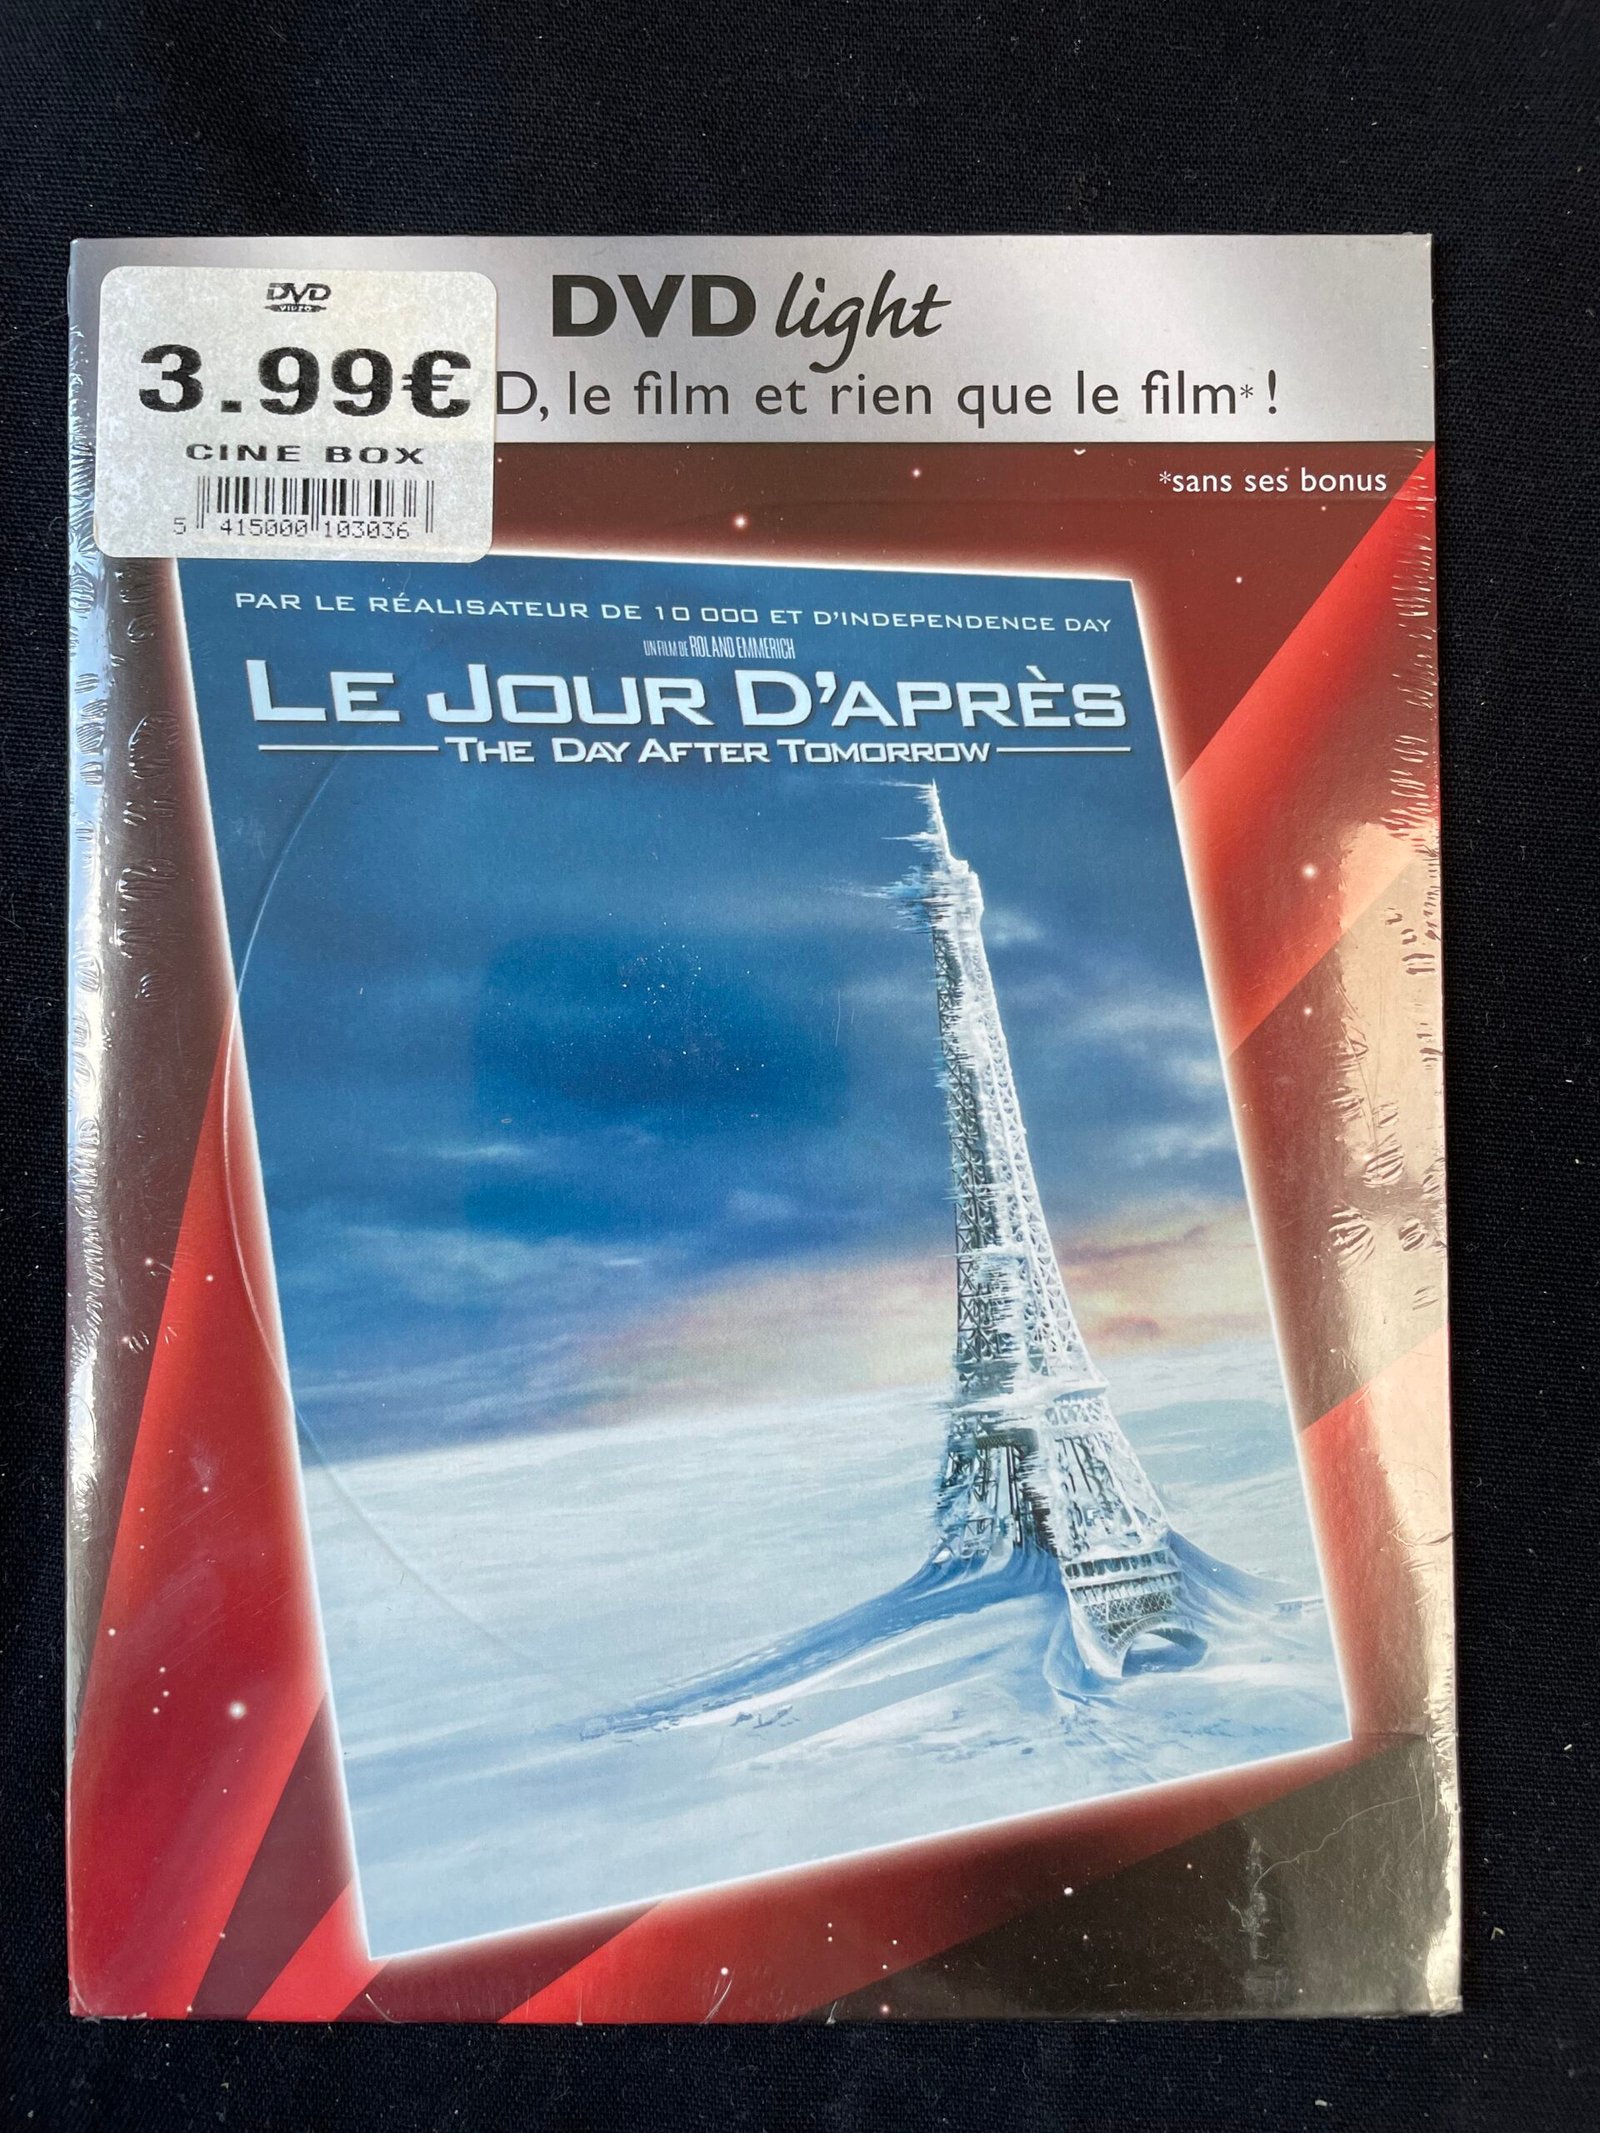 DVD
VIDEO
3.99€
CINE BOX
5 415000 103036
DVD light
D, le film et rien que le film* !
*sans ses bonus
PAR LE RÉALISATEUR DE 10 000 ET D'INDEPENDENCE DAY
UN FILM DE ROLAND EMMERICH
LE JOUR D'APRÈS
THE DAY AFTER TOMORROW